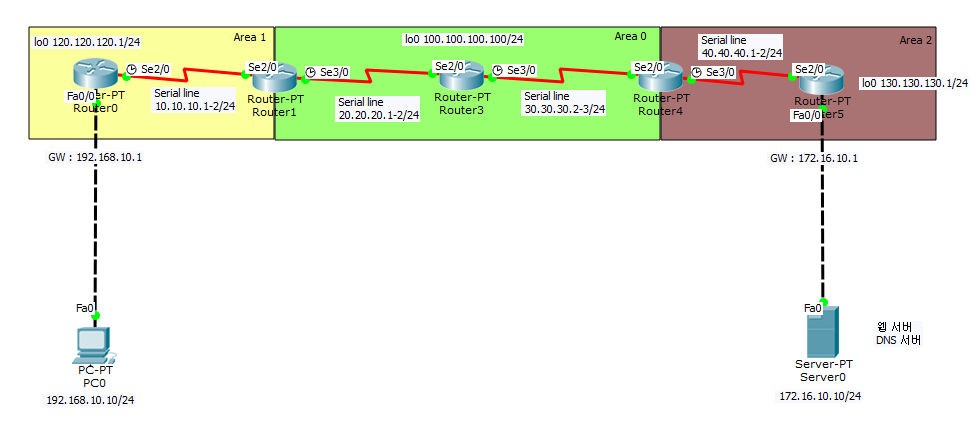 Area 1
lo0 120.120.120.1/24
Se2/0
Fa0/0
Router-PT
Router0
Serial line
10.10.10.1-2/24
Se2/0
Router-PT
Router1
Area 0
lo0 100.100.100.100/24
Se3/0
Serial line
20.20.20.1-2/24
Se2/0
Router-PT
Router3
Se3/0
Serial line
30.30.30.2-3/24
Se2/0
Router-PT
Router4
Area 2
Serial line
40.40.40.1-2/24
Se3/0
Se2/0
lo0 130.130.130.1/24
Router-PT
Fa0/0
GW : 192.168.10.1
GW : 172.16.10.1
Fa0
PC-PT
PC0
192.168.10.10/24
Fa0
Server-PT
Server0
172.16.10.10/24
웹 서버
DNS 서버